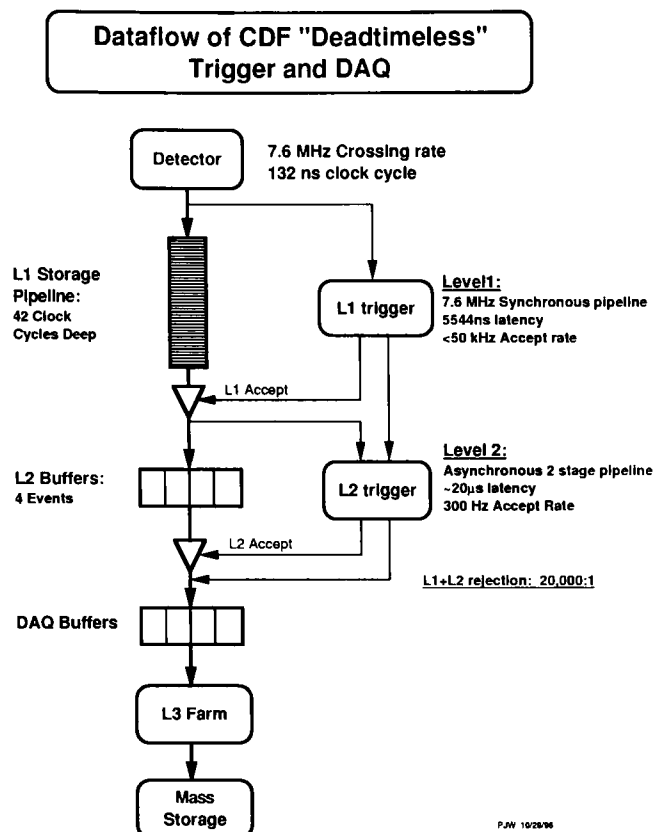 Dataflow of CDF "Deadtimeless"
Trigger and DAQ
Detector
7.6 MHz Crossing rate
132 ns clock cycle
L1 Storage
Pipeline:
42 Clock
Cycles Deep
L1 trigger
Level1:
7.6 MHz Synchronous pipeline
5544ns latency
<50 kHz Accept rate
L1 Accept
L2 Buffers:
4 Events
L2 trigger
Level 2:
Asynchronous 2 stage pipeline
~20µs latency
300 Hz Accept Rate
L2 Accept
L1+L2 rejection: 20,000:1
DAQ Buffers
L3 Farm
Mass
Storage
PJW 10/28/96